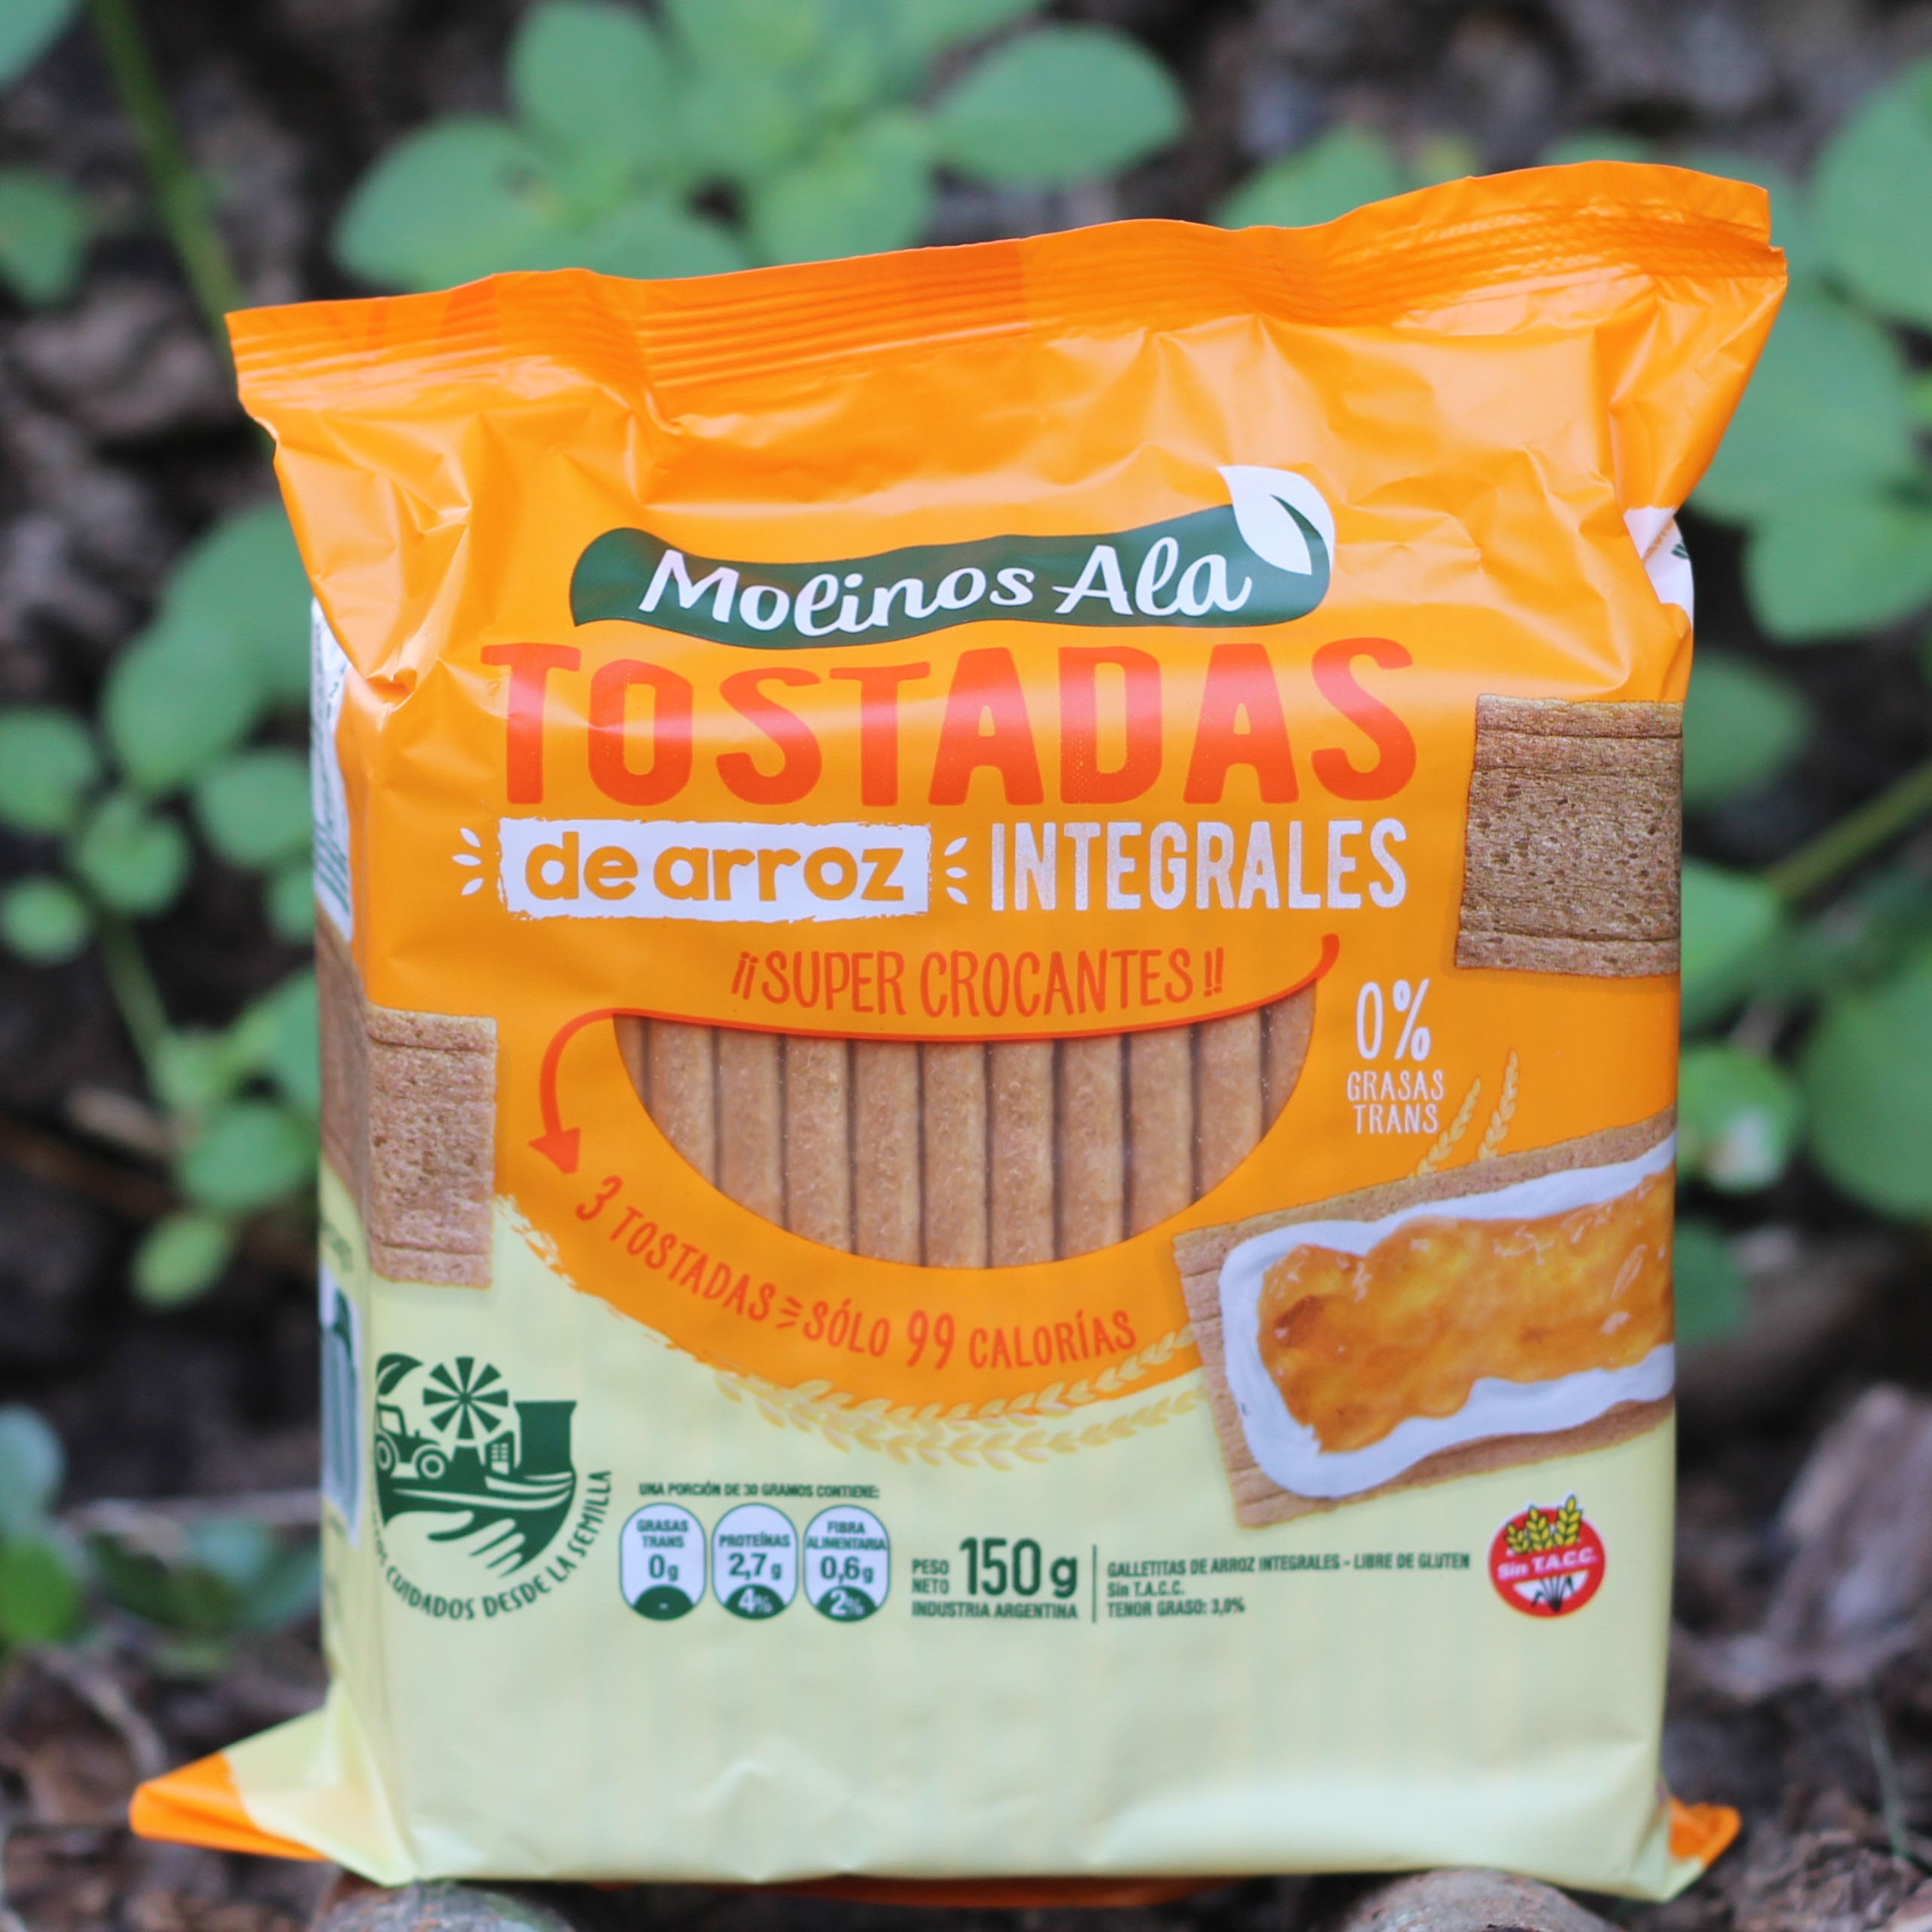 Molinos Ala
TOSTADAS
de arroz INTEGRALES
¡¡SUPER CROCANTES!!
0%
GRASAS
TRANS
3 TOSTADAS = SÓLO 99 CALORÍAS
CUIDADOS DESDE LA SEMILLA
UNA PORCIÓN DE 30 GRAMOS CONTIENE:
GRASAS TRANS 0g -
PROTEÍNAS 2,7g 4%
FIBRA ALIMENTARIA 0,6g 2%
PESO NETO 150g
INDUSTRIA ARGENTINA
GALLETITAS DE ARROZ INTEGRALES - LIBRE DE GLUTEN
Sin T.A.C.C.
TENOR GRASO: 3,0%
Sin T.A.C.C.